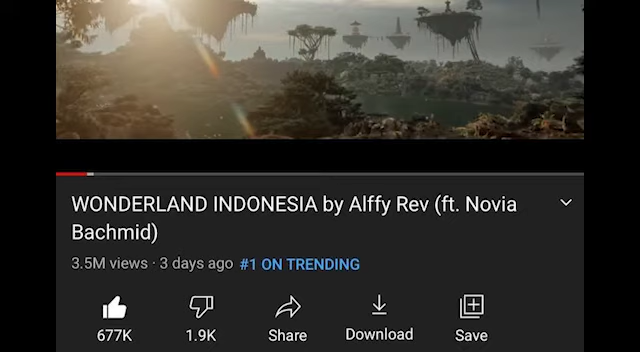 WONDERLAND INDONESIA by Alffy Rev (ft. Novia
Bachmid)
3.5M views · 3 days ago #1 ON TRENDING
677K 1.9K Share Download Save